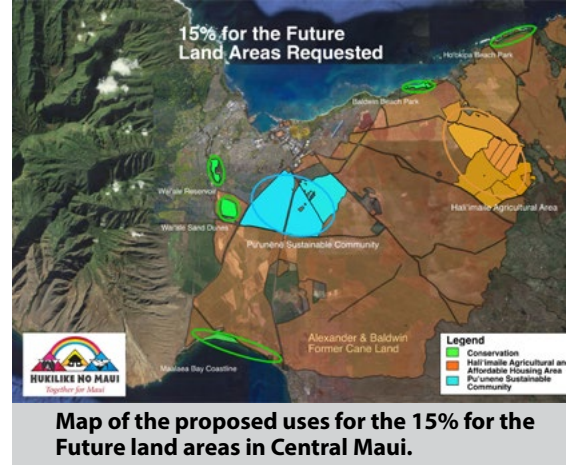 15% for the Future
Land Areas Requested
Ho'okipa Beach Park
Baldwin Beach Park
Wai'ale Reservoir
Hali'imaile Agricultural Area
Wai'ale Sand Dunes
Pu'unene Sustainable Community
Alexander & Baldwin
Former Cane Land
Maalaea Bay Coastline
Legend
Conservation
Hali'imaile Agricultural an
Affordable Housing Area
Pu'unene Sustainable
Community
HUKILIKE NO MAUI
Together for Maui
Map of the proposed uses for the 15% for the
Future land areas in Central Maui.